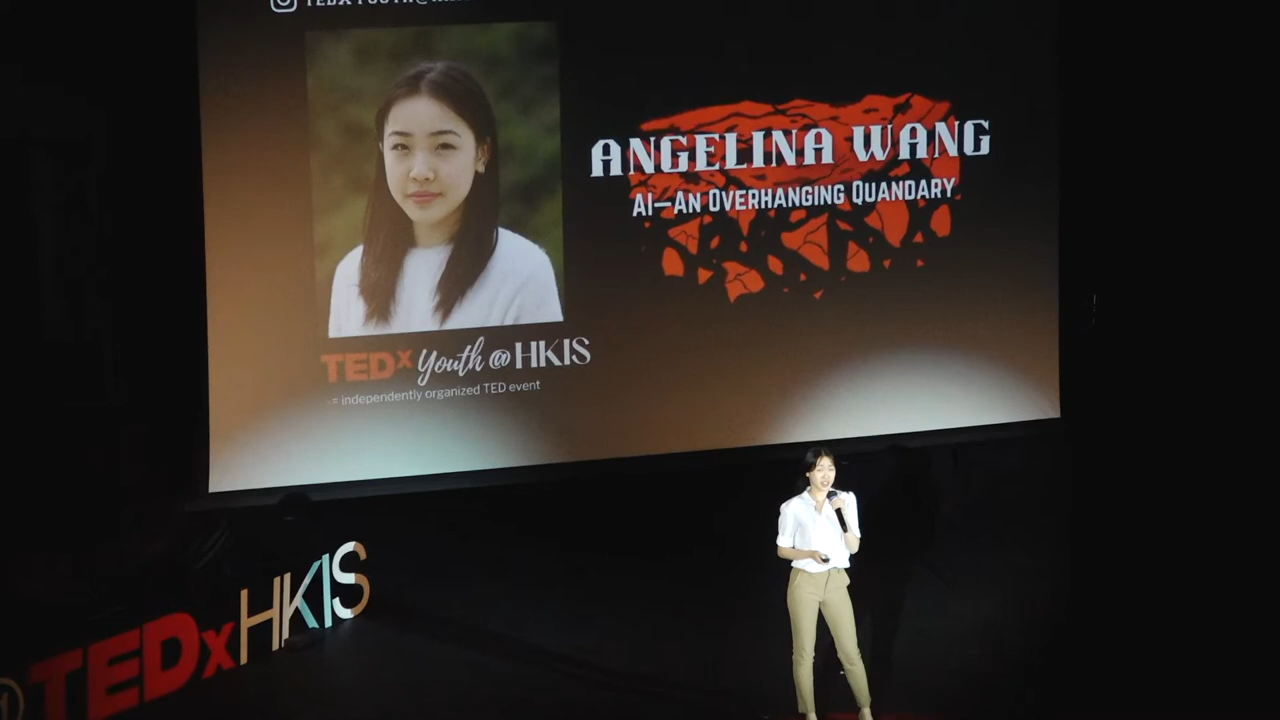 ANGELINA WANG
AI—AN OVERHANGING QUANDARY
TEDx Youth @ HKIS
= independently organized TED event
TEDxHKIS